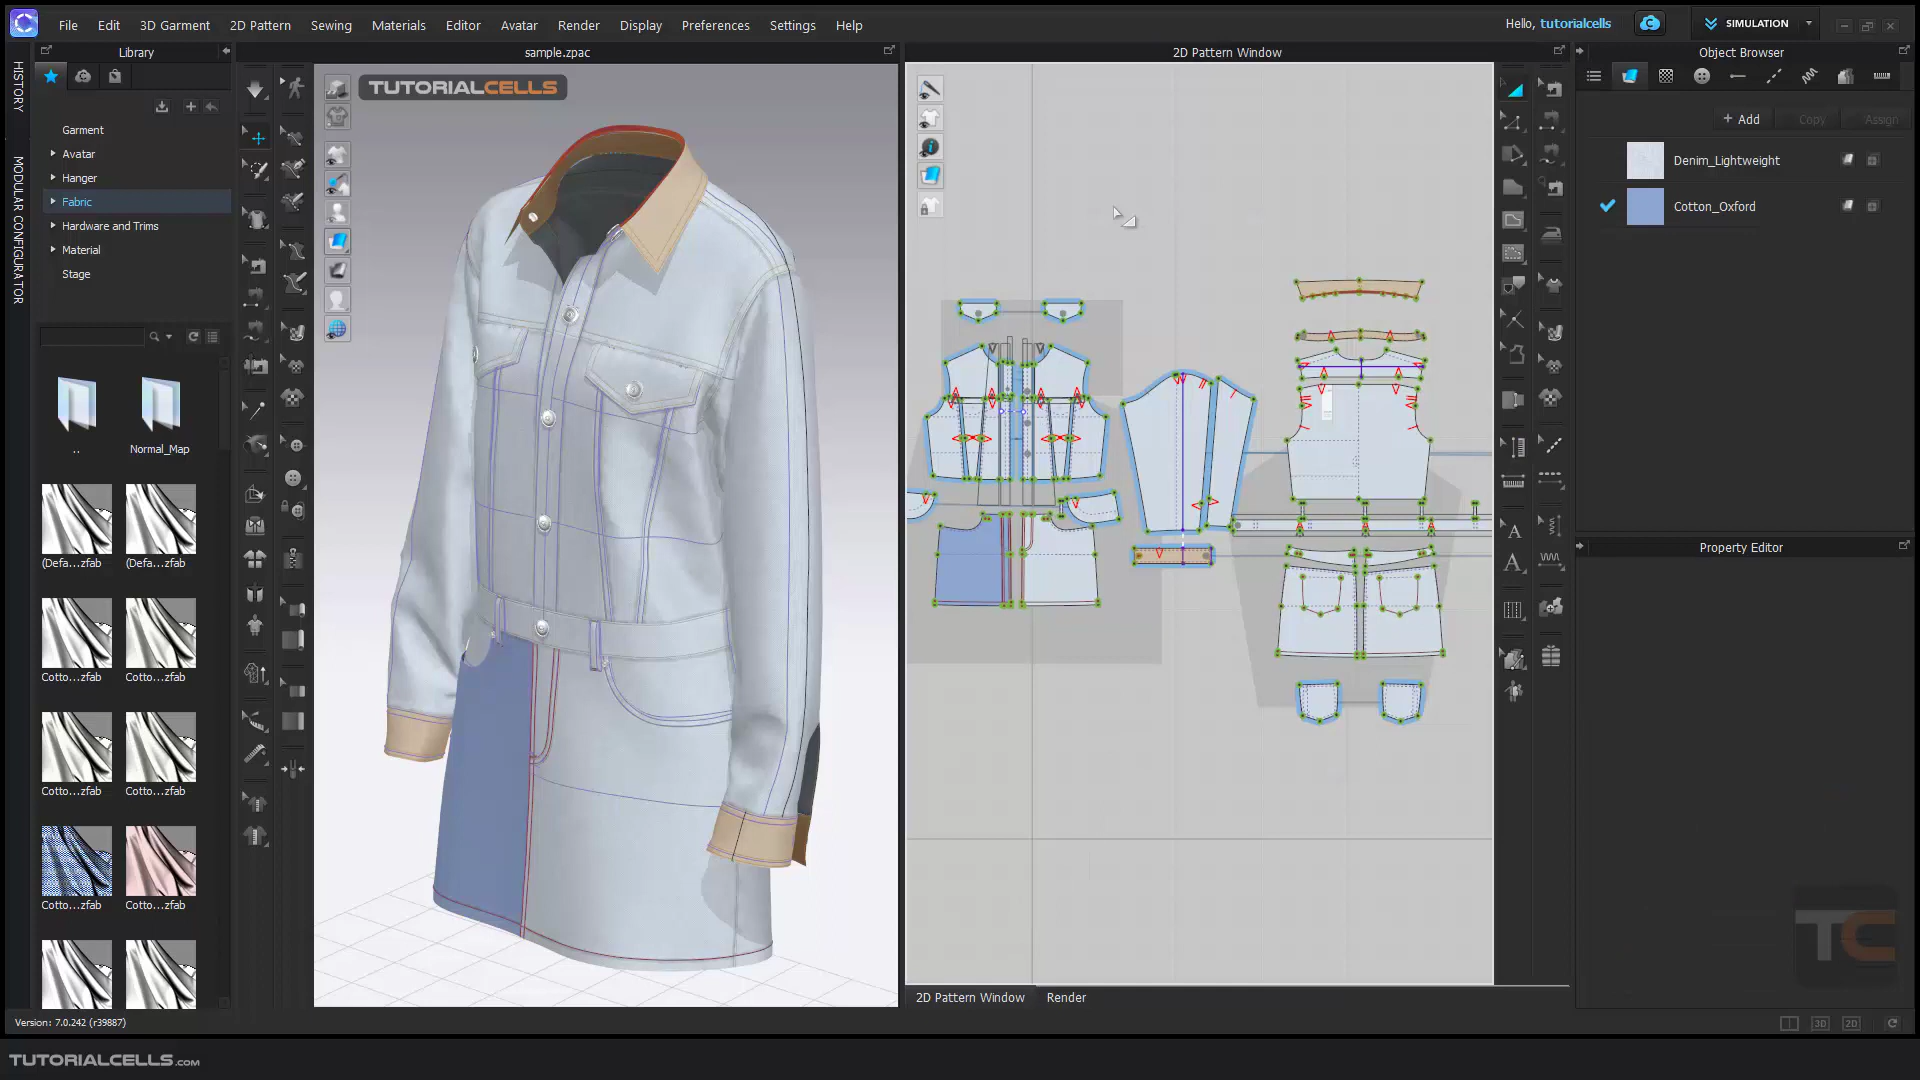 File Edit 3D Garment 2D Pattern Sewing Materials Editor Avatar Render Display Preferences Settings Help
Hello, tutorialcells
SIMULATION
Library
sample.zpac
2D Pattern Window
Object Browser
HISTORY
MODULAR CONFIGURATOR
TUTORIALCELLS
+ Add
Copy
Assign
Garment
Avatar
Hanger
Fabric
Hardware and Trims
Material
Stage
Denim_Lightweight
Cotton_Oxford
..
Normal_Map
(Defa...zfab
(Defa...zfab
Cotto...zfab
Cotto...zfab
Cotto...zfab
Cotto...zfab
Cotto...zfab
Cotto...zfab
Property Editor
TC
2D Pattern Window
Render
Version: 7.0.242 (r39887)
3D
2D
TUTORIALCELLS.com